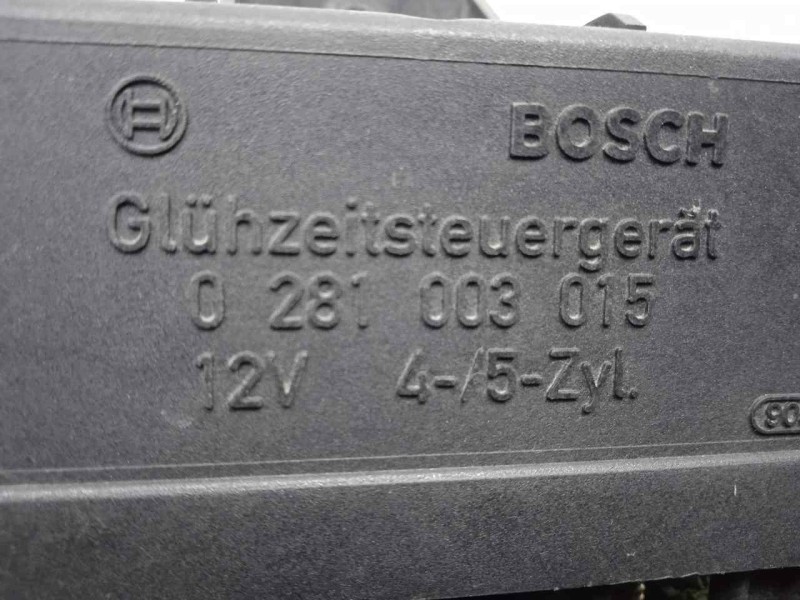 BOSCH
Glühzeitsteuergerät
0 281 003 015
12V 4-/5-Zyl.